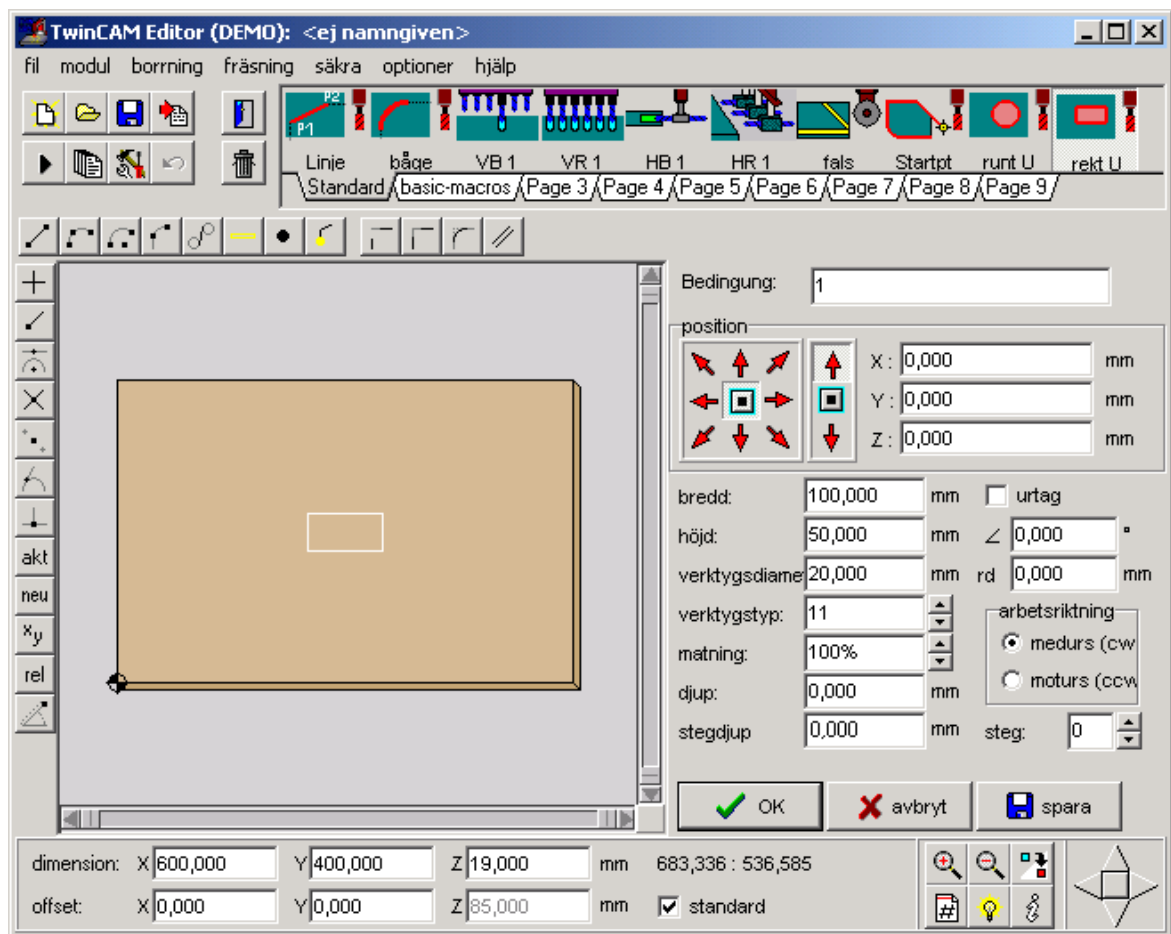 TwinCAM Editor (DEMO): <ej namngiven>
fil modul borrning fräsning säkra optioner hjälp
P2
P1
Linje båge VB 1 VR 1 HB 1 HR 1 fals Startpt runt U rekt U
Standard basic-macros Page 3 Page 4 Page 5 Page 6 Page 7 Page 8 Page 9
Bedingung: 1
position
X : 0,000 mm
Y : 0,000 mm
Z : 0,000 mm
bredd: 100,000 mm urtag
höjd: 50,000 mm ∠ 0,000 °
verktygsdiame 20,000 mm rd 0,000 mm
verktygstyp: 11 arbetsriktning
matning: 100% medurs (cw
djup: 0,000 mm moturs (ccw
stegdjup 0,000 mm steg: 0
akt
neu
xy
rel
OK avbryt spara
dimension: X 600,000 Y 400,000 Z 19,000 mm 683,336 : 536,585
offset: X 0,000 Y 0,000 Z 85,000 mm standard
#
i